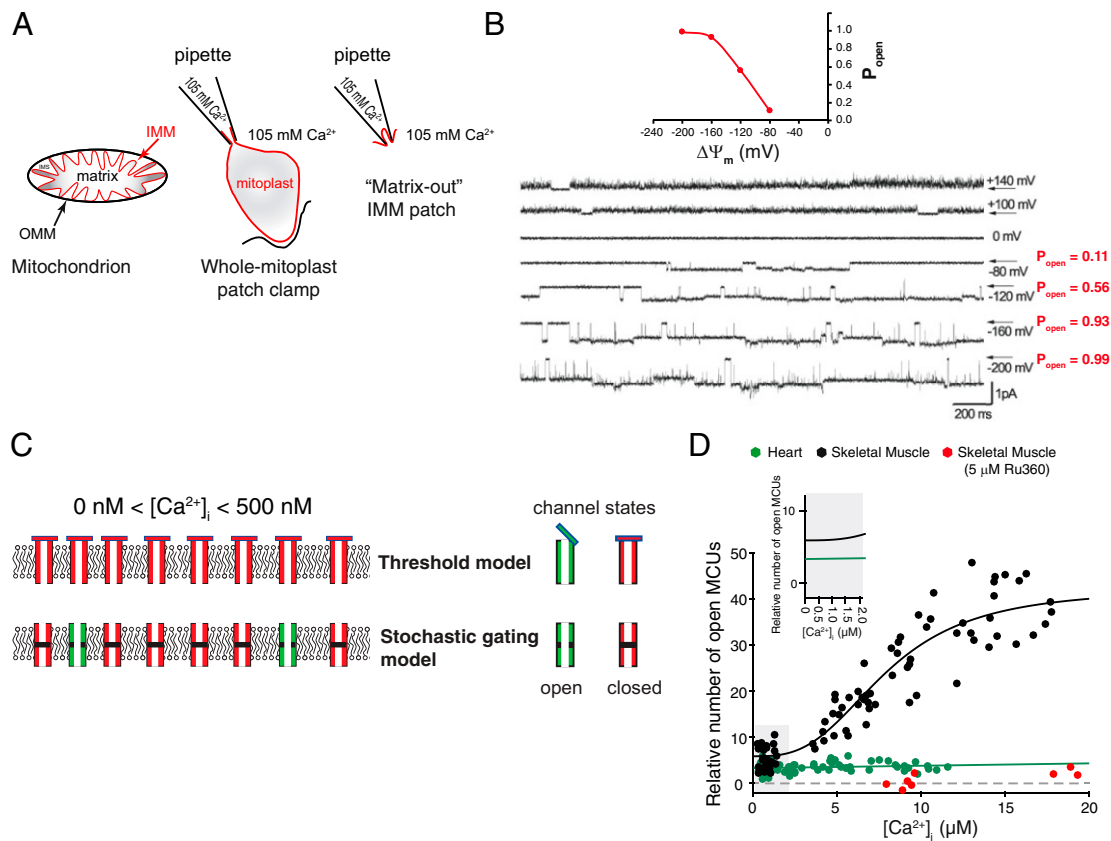 A
pipette
105 mM Ca²⁺
105 mM Ca²⁺
IMM
IMS
matrix
OMM
Mitochondrion
mitoplast
Whole-mitoplast
patch clamp
pipette
105 mM Ca²⁺
105 mM Ca²⁺
“Matrix-out”
IMM patch
B
1.0
0.8
0.6
0.4
0.2
0.0
P open
-240 -200 -160 -120 -80 -40 0
ΔΨm (mV)
+140 mV
+100 mV
0 mV
-80 mV
P open = 0.11
-120 mV
P open = 0.56
-160 mV
P open = 0.93
-200 mV
P open = 0.99
1pA
200 ms
C
0 nM < [Ca²⁺]i < 500 nM
channel states
Threshold model
Stochastic gating
model
open closed
D
Heart Skeletal Muscle Skeletal Muscle
(5 µM Ru360)
Relative number of open MCUs
10
0
0 0.5 1.0 1.5 2.0
[Ca²⁺]i (µM)
Relative number of open MCUs
50
40
30
20
10
0
0 5 10 15 20
[Ca²⁺]i (µM)